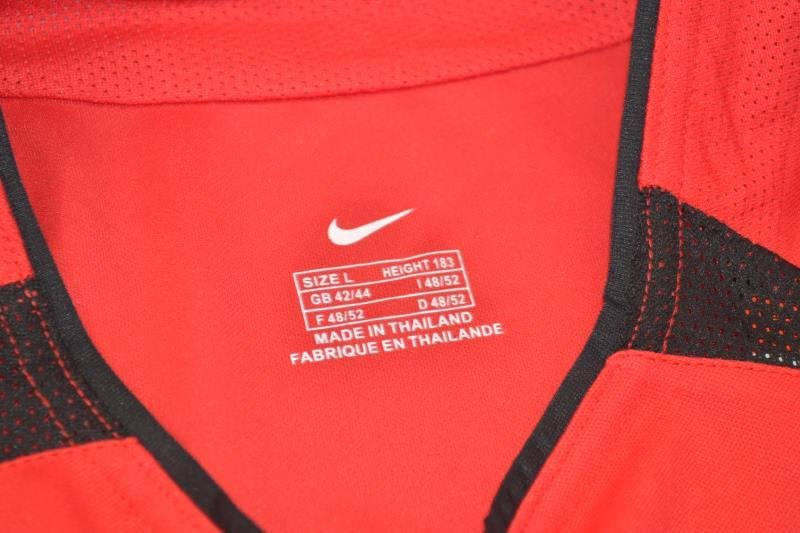 SIZE L HEIGHT 183
GB 42/44 I 48/52
F 48/52 D 48/52
MADE IN THAILAND
FABRIQUE EN THAILANDE